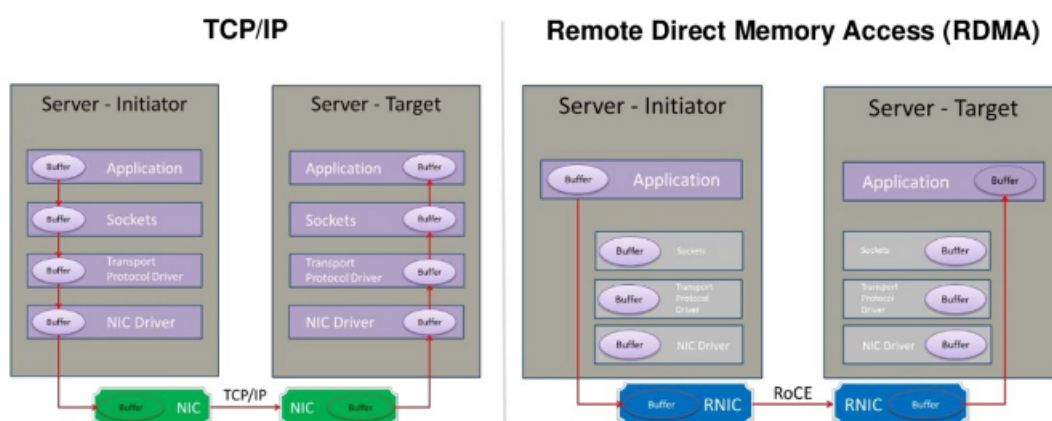 TCP/IP
Server - Initiator
Buffer Application
Buffer Sockets
Buffer Transport
Protocol Driver
Buffer NIC Driver
Buffer NIC
TCP/IP
Server - Target
Application Buffer
Sockets Buffer
Transport
Protocol Driver Buffer
NIC Driver Buffer
NIC Buffer
Remote Direct Memory Access (RDMA)
Server - Initiator
Buffer Application
Buffer Sockets
Buffer Transport
Protocol
Driver
Buffer NIC Driver
Buffer RNIC
RoCE
Server - Target
Application Buffer
Sockets Buffer
Transport
Protocol
Driver Buffer
NIC Driver Buffer
RNIC Buffer